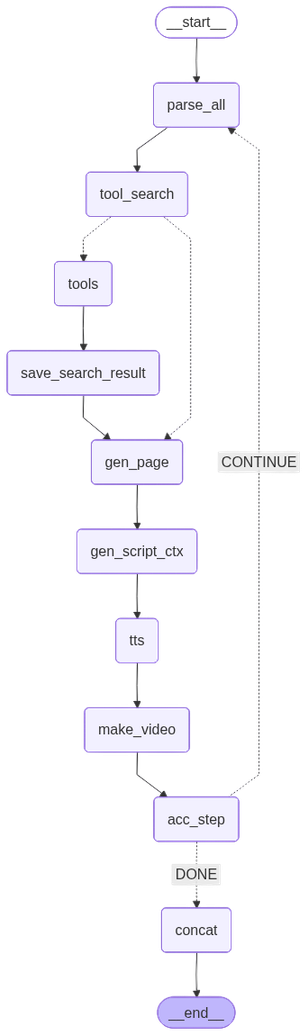 __start__
parse_all
tool_search
tools
save_search_result
gen_page
CONTINUE
gen_script_ctx
tts
make_video
acc_step
DONE
concat
__end__